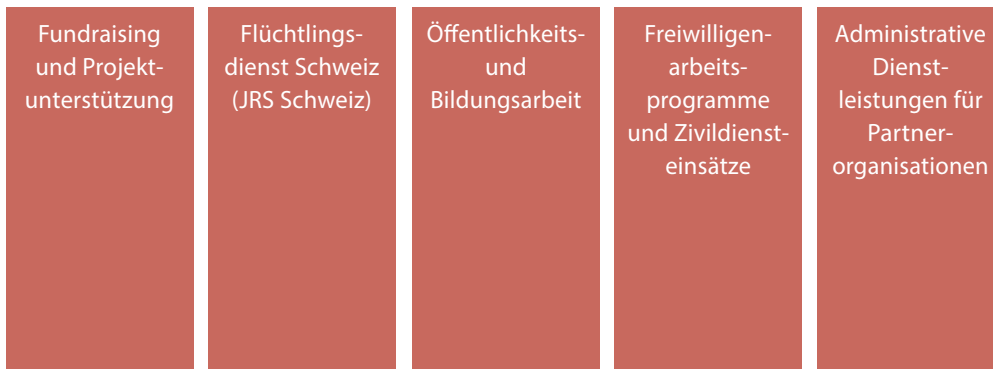 Fundraising
und Projekt-
unterstützung
Flüchtlings-
dienst Schweiz
(JRS Schweiz)
Öffentlichkeits-
und
Bildungsarbeit
Freiwilligen-
arbeits-
programme
und Zivildienst-
einsätze
Administrative
Dienst-
leistungen für
Partner-
organisationen